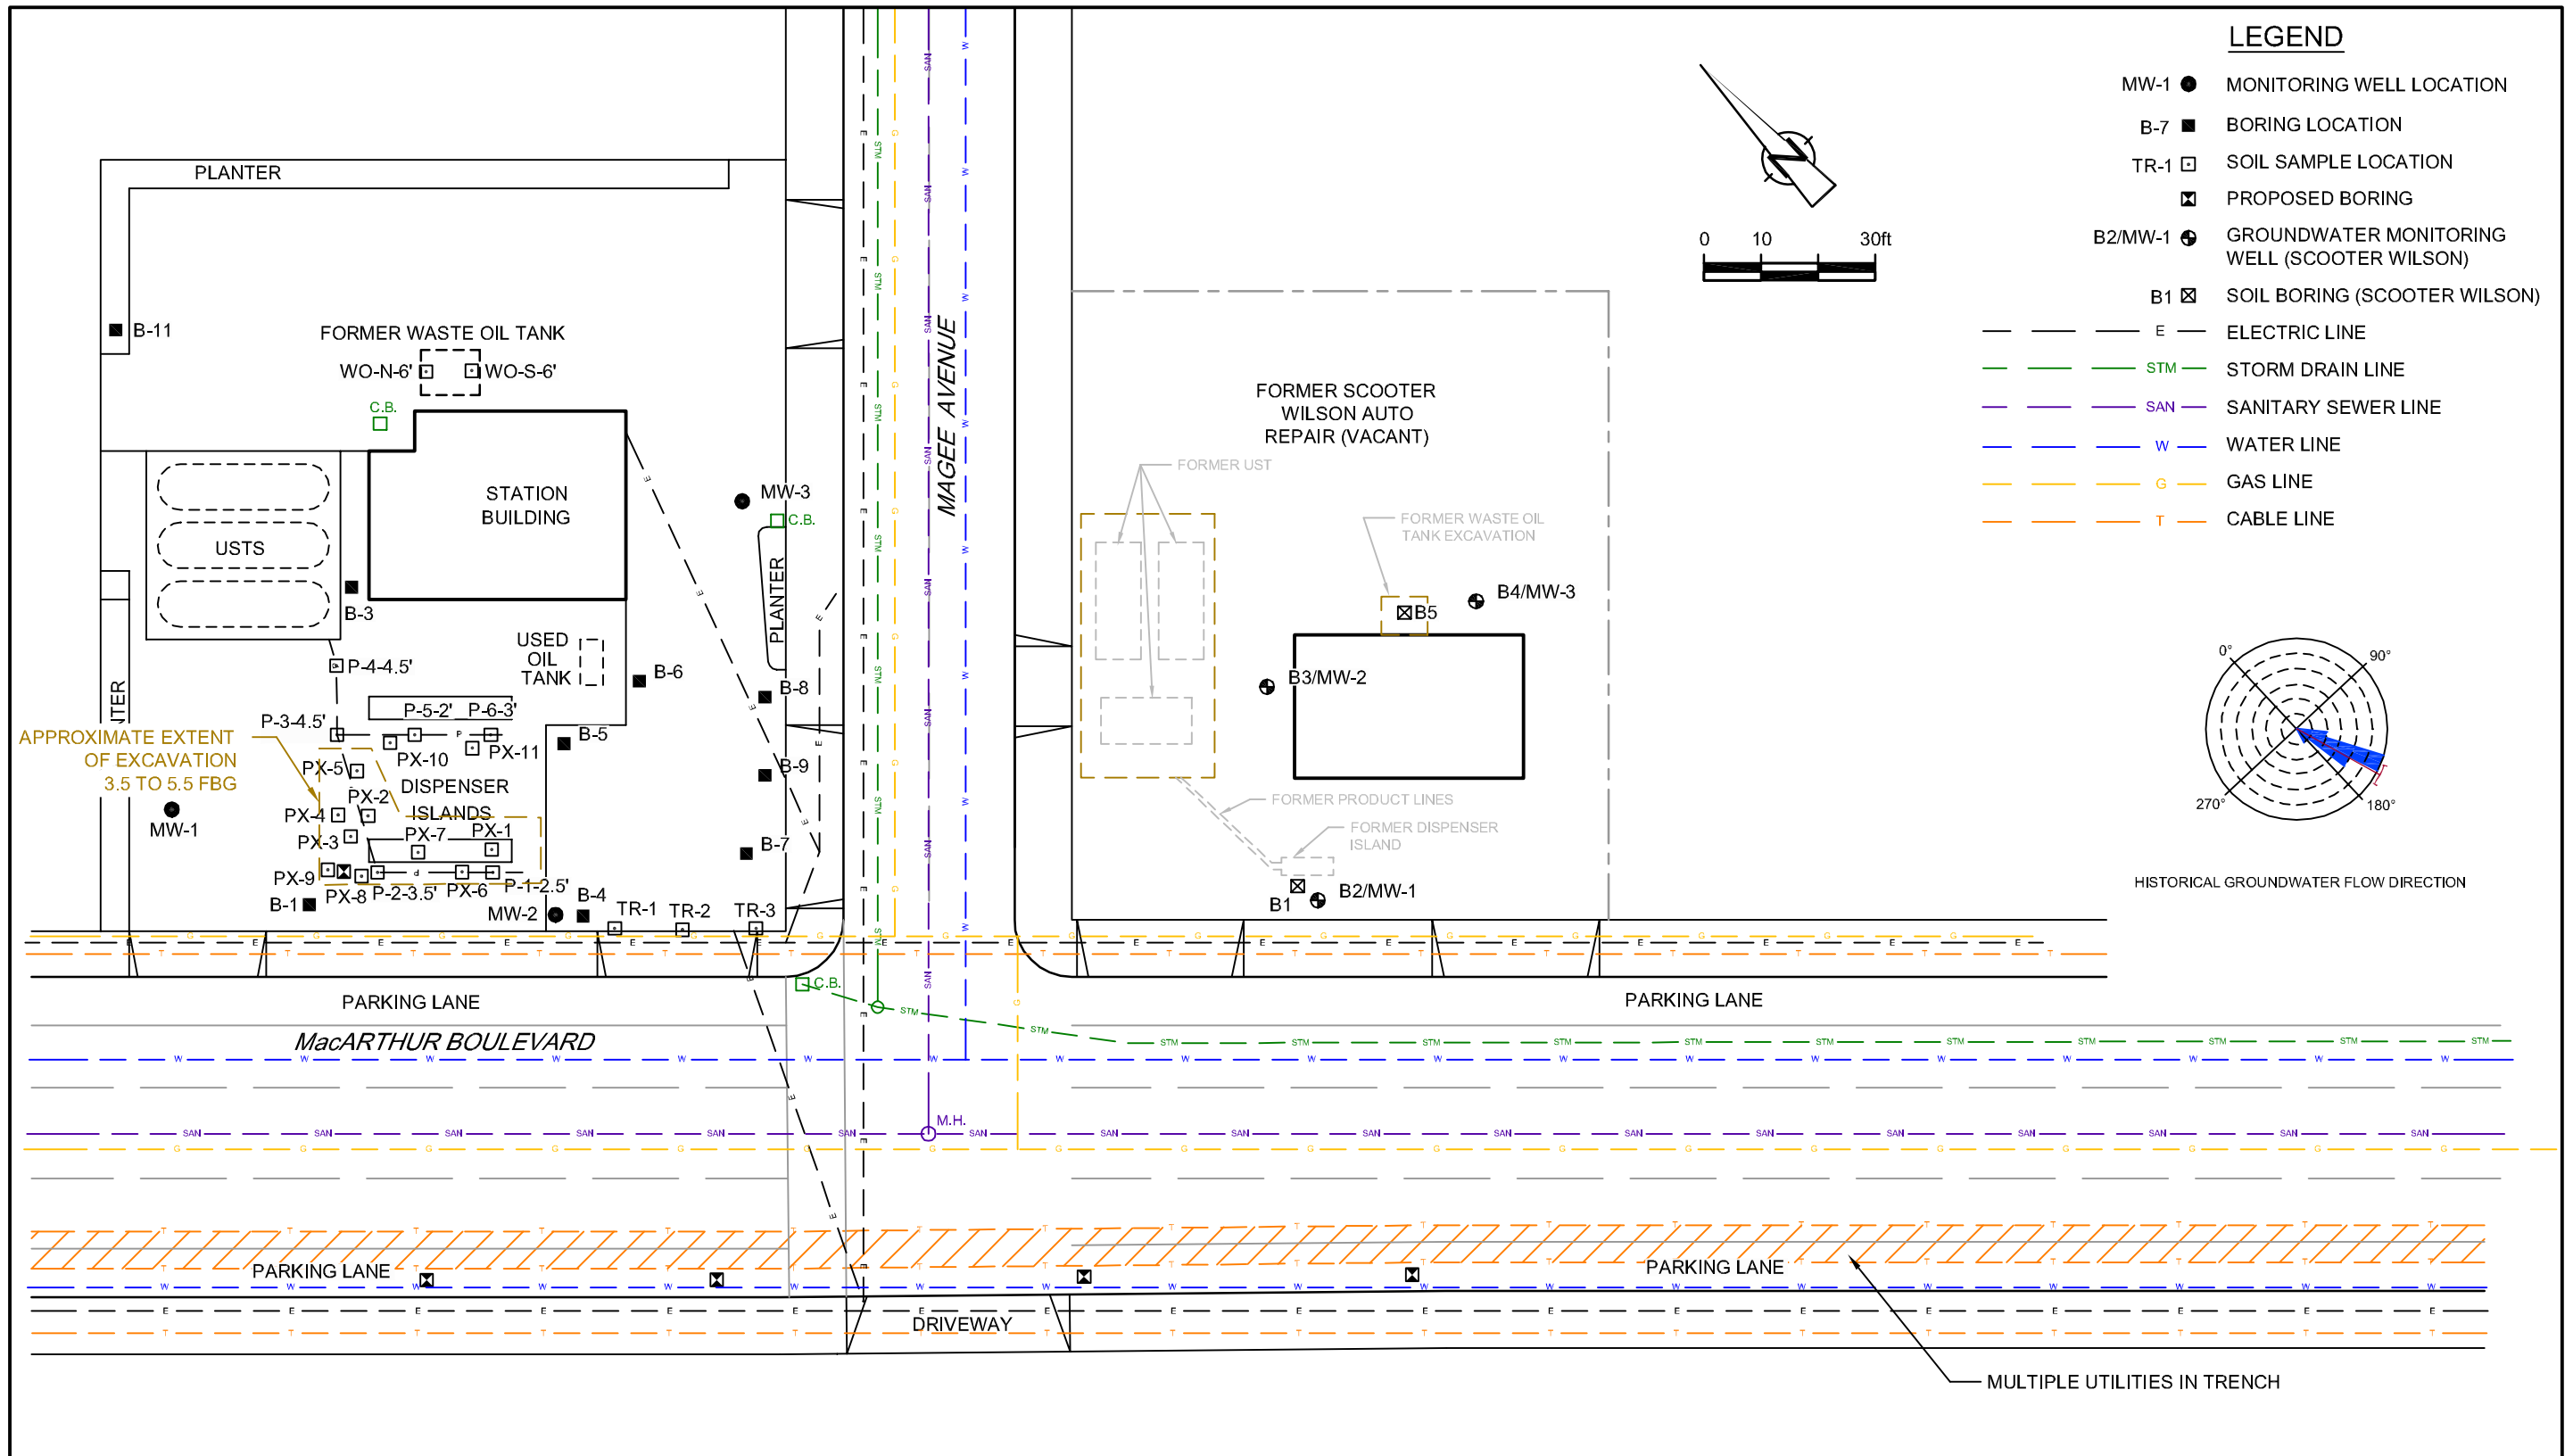 LEGEND
MW-1 MONITORING WELL LOCATION
B-7 BORING LOCATION
TR-1 SOIL SAMPLE LOCATION
PROPOSED BORING
B2/MW-1 GROUNDWATER MONITORING
WELL (SCOOTER WILSON)
B1 SOIL BORING (SCOOTER WILSON)
E ELECTRIC LINE
STM STORM DRAIN LINE
SAN SANITARY SEWER LINE
W WATER LINE
G GAS LINE
T CABLE LINE
N
0 10 30ft
PLANTER
B-11
FORMER WASTE OIL TANK
WO-N-6' WO-S-6'
C.B.
STATION
BUILDING
USTS
B-3
MW-3
C.B.
PLANTER
MAGEE AVENUE
USED
OIL
TANK
B-6
B-8
P-4-4.5'
NTER
P-3-4.5'
P-5-2' P-6-3'
P
B-5
PX-10
PX-11
APPROXIMATE EXTENT
OF EXCAVATION
3.5 TO 5.5 FBG
PX-5
DISPENSER
ISLANDS
B-9
PX-2
PX-4
MW-1
PX-3
PX-7
PX-1
B-7
PX-9
PX-8
P-2-3.5'
P
PX-6
P-1-2.5'
B-1
MW-2
B-4
TR-1
TR-2
TR-3
FORMER SCOOTER
WILSON AUTO
REPAIR (VACANT)
FORMER UST
FORMER WASTE OIL
TANK EXCAVATION
B5
B4/MW-3
B3/MW-2
FORMER PRODUCT LINES
FORMER DISPENSER
ISLAND
B1
B2/MW-1
0°
90°
270°
180°
HISTORICAL GROUNDWATER FLOW DIRECTION
C.B.
PARKING LANE
PARKING LANE
MacARTHUR BOULEVARD
M.H.
PARKING LANE
PARKING LANE
DRIVEWAY
MULTIPLE UTILITIES IN TRENCH